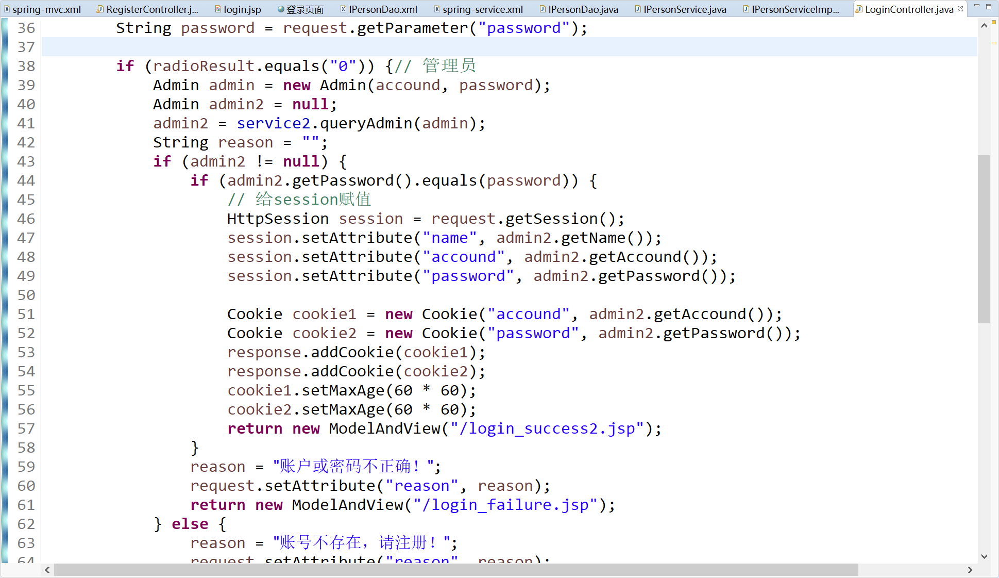 spring-mvc.xml RegisterController.j... login.jsp 登录页面 IPersonDao.xml spring-service.xml IPersonDao.java IPersonService.java IPersonServiceImp... LoginController.java
36 String password = request.getParameter("password");
37
38 if (radioResult.equals("0")) {// 管理员
39 Admin admin = new Admin(accound, password);
40 Admin admin2 = null;
41 admin2 = service2.queryAdmin(admin);
42 String reason = "";
43 if (admin2 != null) {
44 if (admin2.getPassword().equals(password)) {
45 // 给session赋值
46 HttpSession session = request.getSession();
47 session.setAttribute("name", admin2.getName());
48 session.setAttribute("accound", admin2.getAccound());
49 session.setAttribute("password", admin2.getPassword());
50
51 Cookie cookie1 = new Cookie("accound", admin2.getAccound());
52 Cookie cookie2 = new Cookie("password", admin2.getPassword());
53 response.addCookie(cookie1);
54 response.addCookie(cookie2);
55 cookie1.setMaxAge(60 * 60);
56 cookie2.setMaxAge(60 * 60);
57 return new ModelAndView("/login_success2.jsp");
58 }
59 reason = "账户或密码不正确！";
60 request.setAttribute("reason", reason);
61 return new ModelAndView("/login_failure.jsp");
62 } else {
63 reason = "账号不存在，请注册！";
64 request.setAttribute("reason", reason);